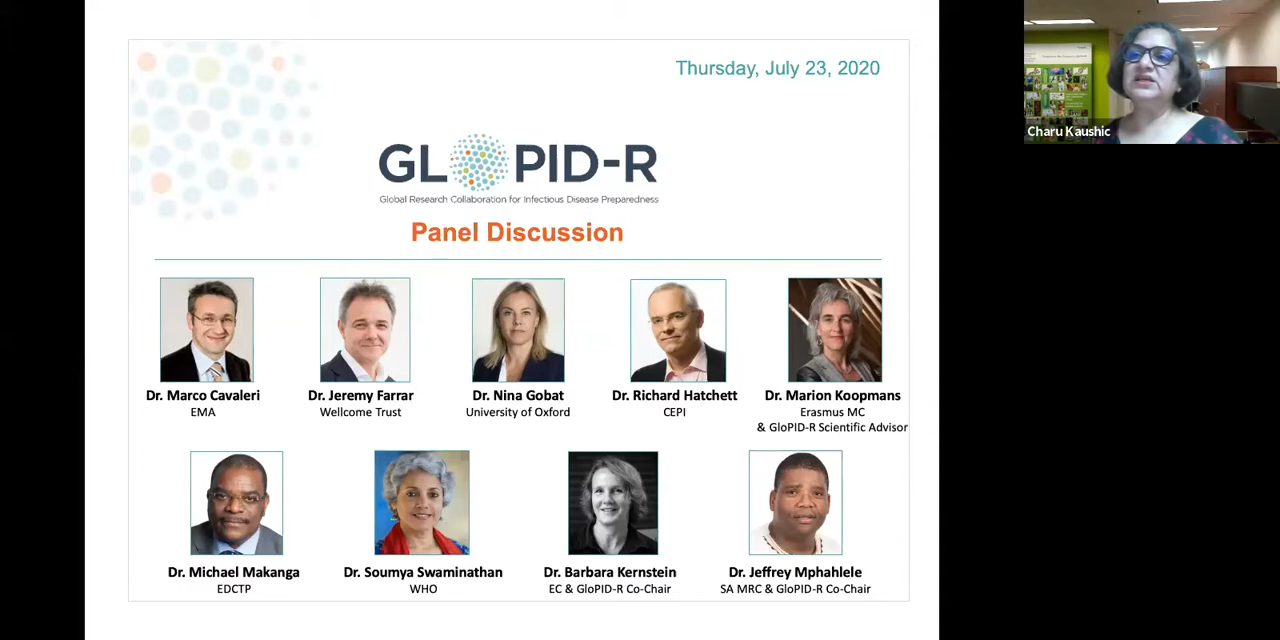 Thursday, July 23, 2020
GLOPID-R
Global Research Collaboration for Infectious Disease Preparedness
Panel Discussion
Dr. Marco Cavaleri
EMA
Dr. Jeremy Farrar
Wellcome Trust
Dr. Nina Gobat
University of Oxford
Dr. Richard Hatchett
CEPI
Dr. Marion Koopmans
Erasmus MC
& GloPID-R Scientific Advisor
Dr. Michael Makanga
EDCTP
Dr. Soumya Swaminathan
WHO
Dr. Barbara Kernstein
EC & GloPID-R Co-Chair
Dr. Jeffrey Mphahlele
SA MRC & GloPID-R Co-Chair
Charu Kaushic